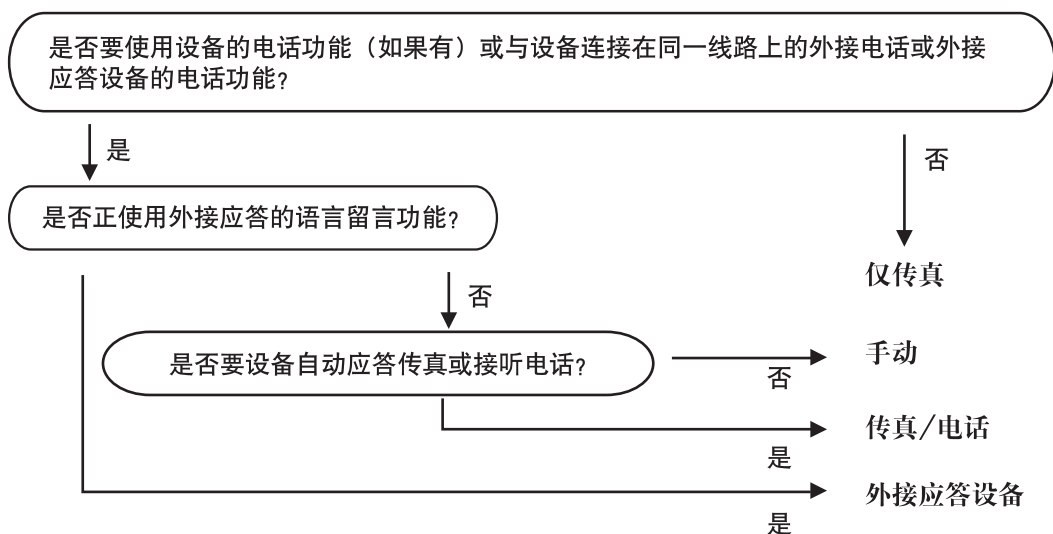 是否要使用设备的电话功能（如果有）或与设备连接在同一线路上的外接电话或外接
应答设备的电话功能?
是
否
是否正使用外接应答的语言留言功能?
仅传真
否
手动
是否要设备自动应答传真或接听电话?
否
传真/电话
是
外接应答设备
是